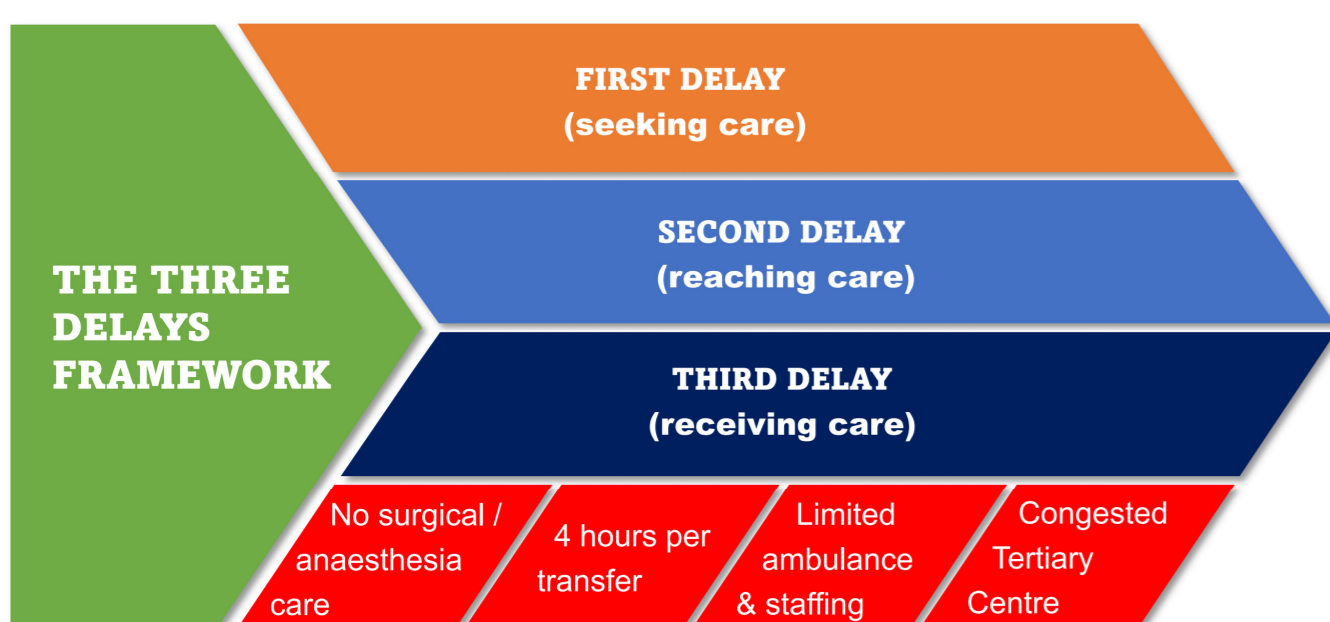 THE THREE
DELAYS
FRAMEWORK
FIRST DELAY
(seeking care)
SECOND DELAY
(reaching care)
THIRD DELAY
(receiving care)
No surgical /
anaesthesia
care
4 hours per
transfer
Limited
ambulance
& staffing
Congested
Tertiary
Centre